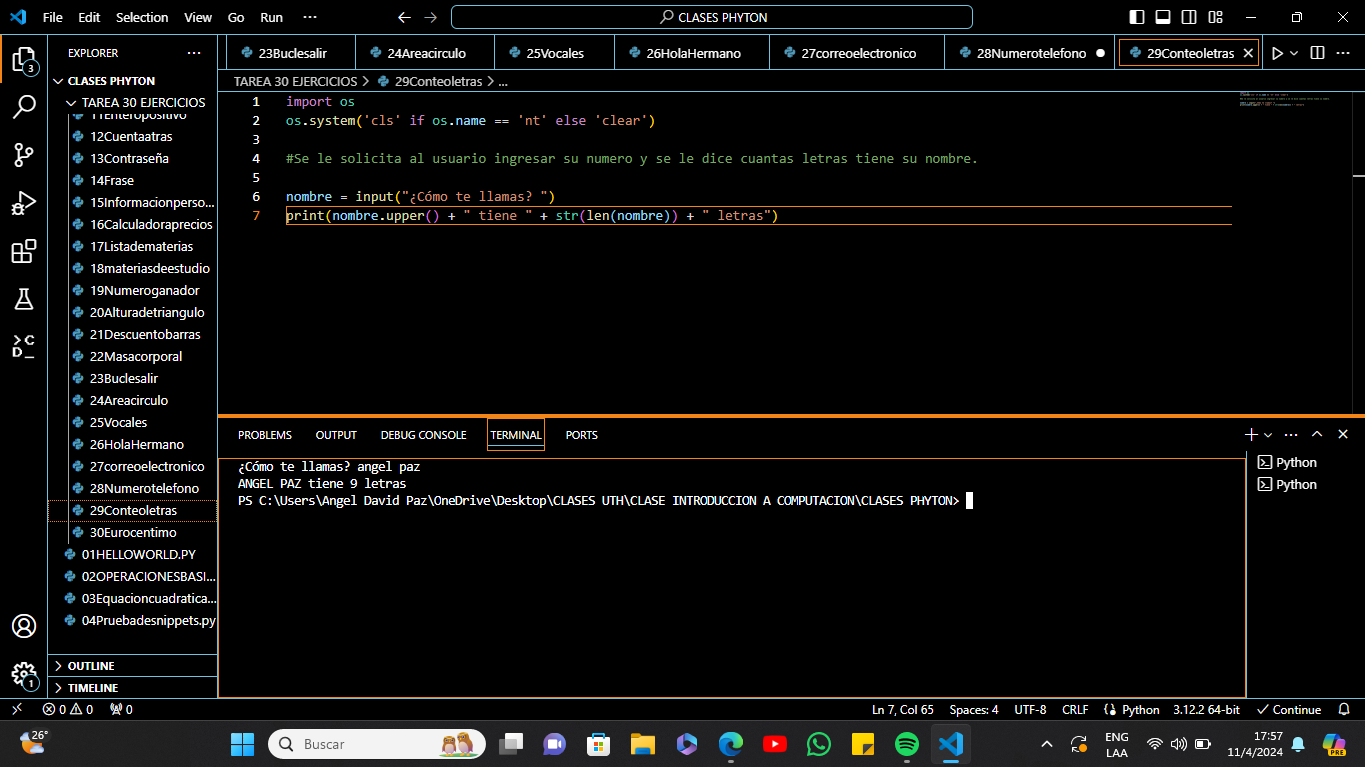 File Edit Selection View Go Run ··· CLASES PHYTON
EXPLORER ···
3
CLASES PHYTON
TAREA 30 EJERCICIOS
11Enteropositivo
12Cuentaatras
13Contraseña
14Frase
15Informacionperso...
16Calculadoraprecios
17Listadematerias
18materiasdeestudio
19Numeroganador
20Alturadetriangulo
21Descuentobarras
22Masacorporal
23Buclesalir
24Areacirculo
25Vocales
26HolaHermano
27correoelectronico
28Numerotelefono
29Conteoletras
30Eurocentimo
01HELLOWORLD.PY
02OPERACIONESBASI...
03Equacioncuadratica...
04Pruebadesnippets.py
OUTLINE
TIMELINE
1
23Buclesalir 24Areacirculo 25Vocales 26HolaHermano 27correoelectronico 28Numerotelefono 29Conteoletras
TAREA 30 EJERCICIOS > 29Conteoletras > ...
1 import os
2 os.system('cls' if os.name == 'nt' else 'clear')
3
4 #Se le solicita al usuario ingresar su numero y se le dice cuantas letras tiene su nombre.
5
6 nombre = input("¿Cómo te llamas? ")
7 print(nombre.upper() + " tiene " + str(len(nombre)) + " letras")
PROBLEMS OUTPUT DEBUG CONSOLE TERMINAL PORTS
¿Cómo te llamas? angel paz
ANGEL PAZ tiene 9 letras
PS C:\Users\Angel David Paz\OneDrive\Desktop\CLASES UTH\CLASE INTRODUCCION A COMPUTACION\CLASES PHYTON>
Python
Python
0 0 0 Ln 7, Col 65 Spaces: 4 UTF-8 CRLF Python 3.12.2 64-bit Continue
26° Buscar ENG 17:57
LAA 11/4/2024 PRE